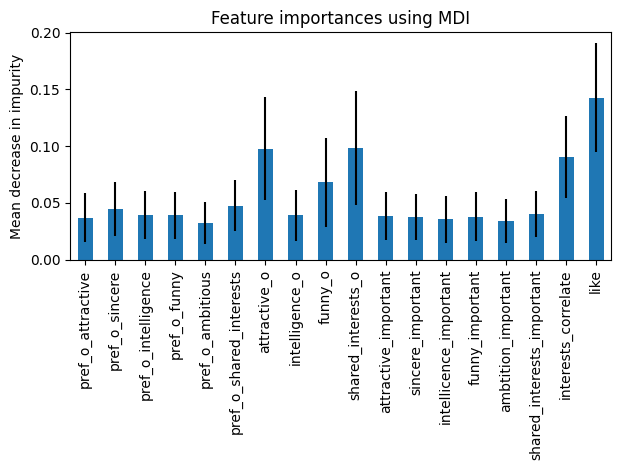 Feature importances using MDI
Mean decrease in impurity
0.20
0.15
0.10
0.05
0.00
pref_o_attractive
pref_o_sincere
pref_o_intelligence
pref_o_funny
pref_o_ambitious
pref_o_shared_interests
attractive_o
intelligence_o
funny_o
shared_interests_o
attractive_important
sincere_important
intellicence_important
funny_important
ambtition_important
shared_interests_important
interests_correlate
like